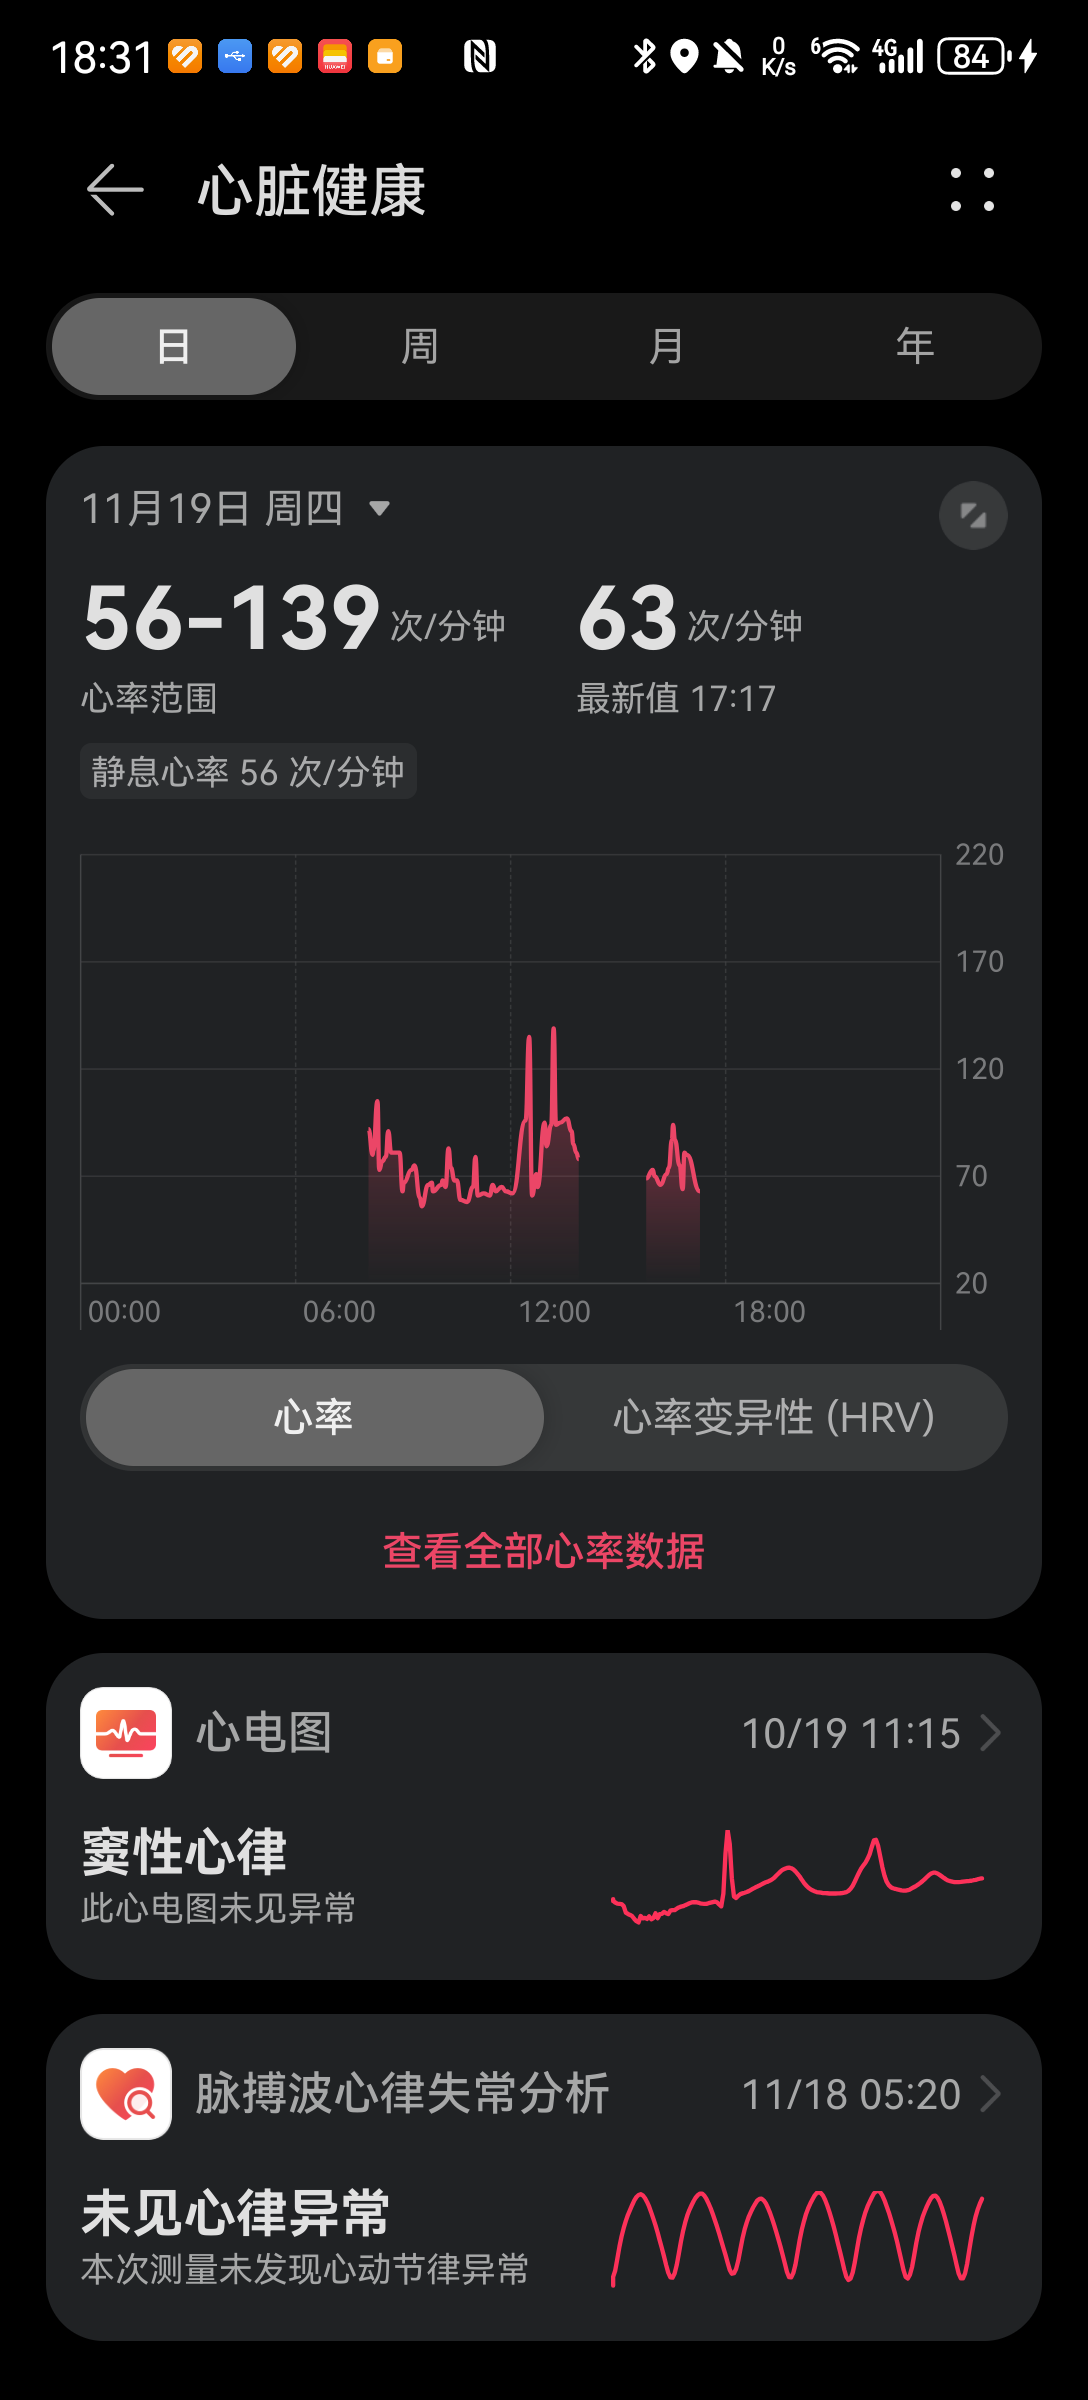 18:31
0 K/s
6
4G
84
心脏健康
日 周 月 年
11月19日 周四
56-139 次/分钟 63 次/分钟
心率范围 最新值 17:17
静息心率 56 次/分钟
220
170
120
70
20
00:00 06:00 12:00 18:00
心率 心率变异性 (HRV)
查看全部心率数据
心电图 10/19 11:15
窦性心律
此心电图未见异常
脉搏波心律失常分析 11/18 05:20
未见心律异常
本次测量未发现心动节律异常